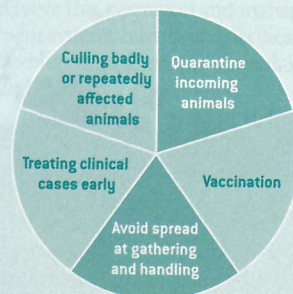 Culling badly
or repeatedly
affected
animals
Quarantine
incoming
animals
Vaccination
Avoid spread
at gathering
and handling
Treating clinical
cases early